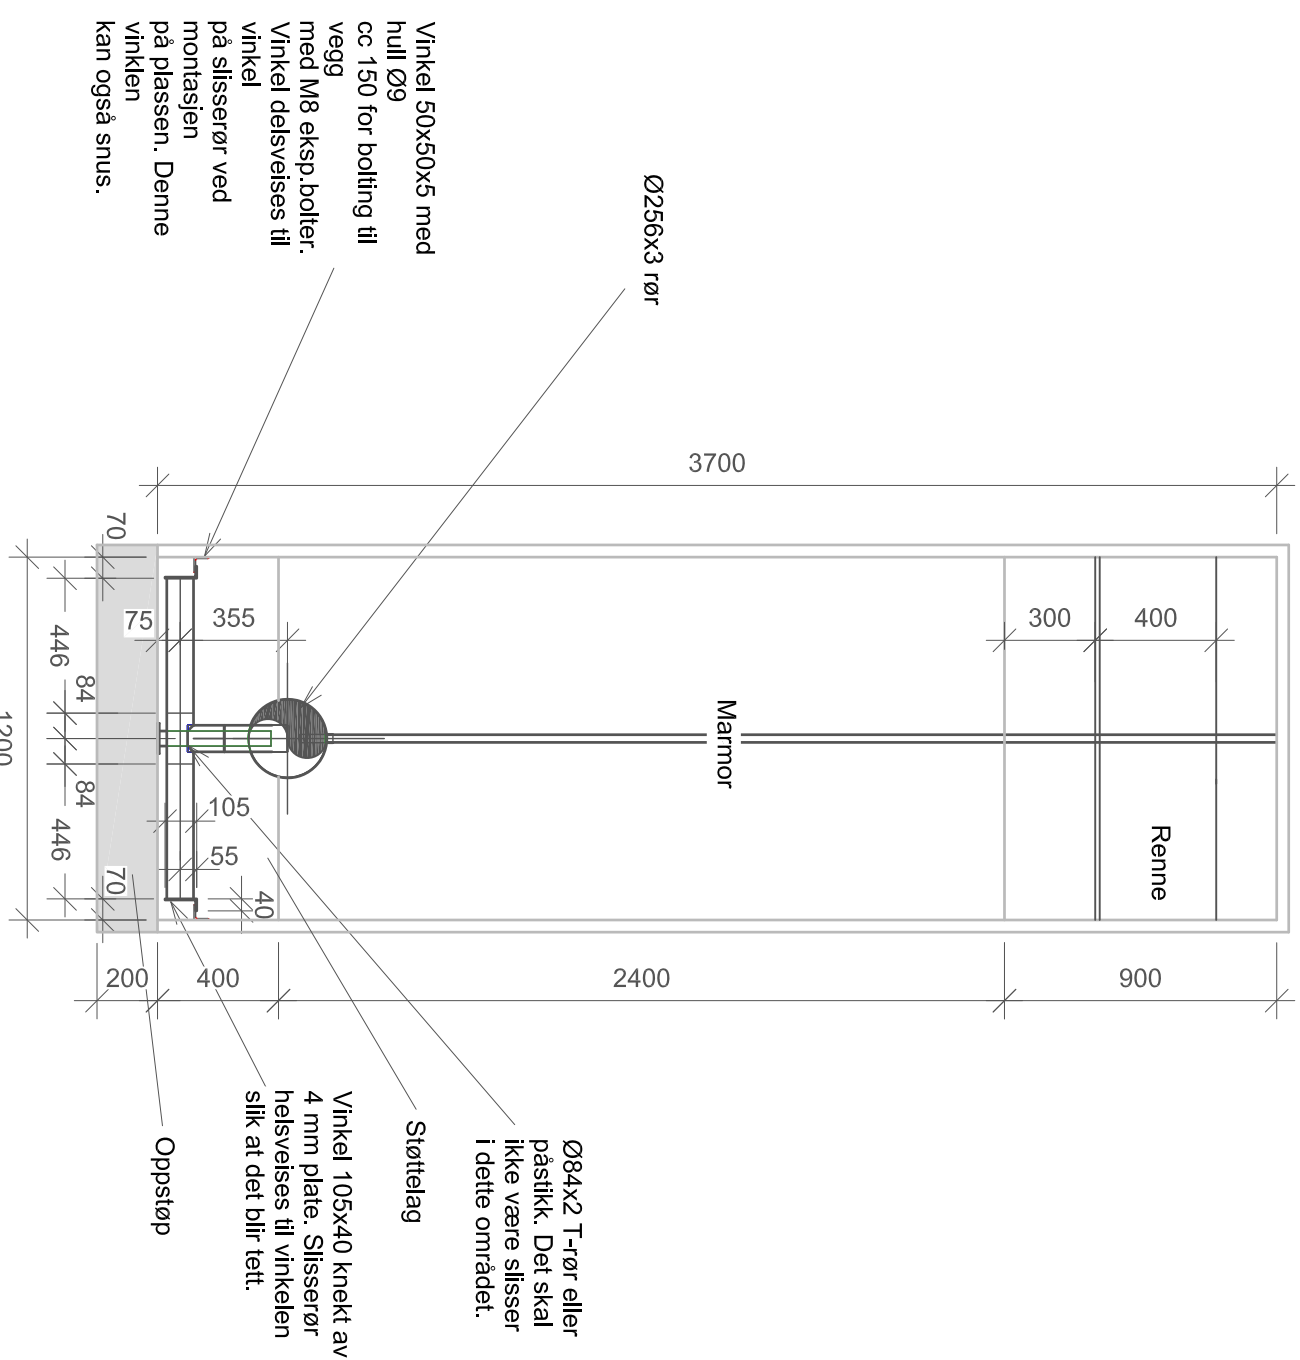 Vinkel 50x50x5 med
hull Ø9
cc 150 for bolting til
vegg
med M8 eksp.bolter.
Vinkel delsveises til
vinkel
på slisserør ved
montasjen
på plassen. Denne
vinklen
kan også snus.
Ø256x3 rør
3700
70
446
84
1200
84
446
70
75
355
105
55
40
300
400
Marmor
Renne
200
400
2400
900
Ø84x2 T-rør eller
påstikk. Det skal
ikke være slisser
i dette området.
Støttelag
Vinkel 105x40 knekt av
4 mm plate. Slisserør
helsveises til vinkelen
slik at det blir tett.
Oppstøp